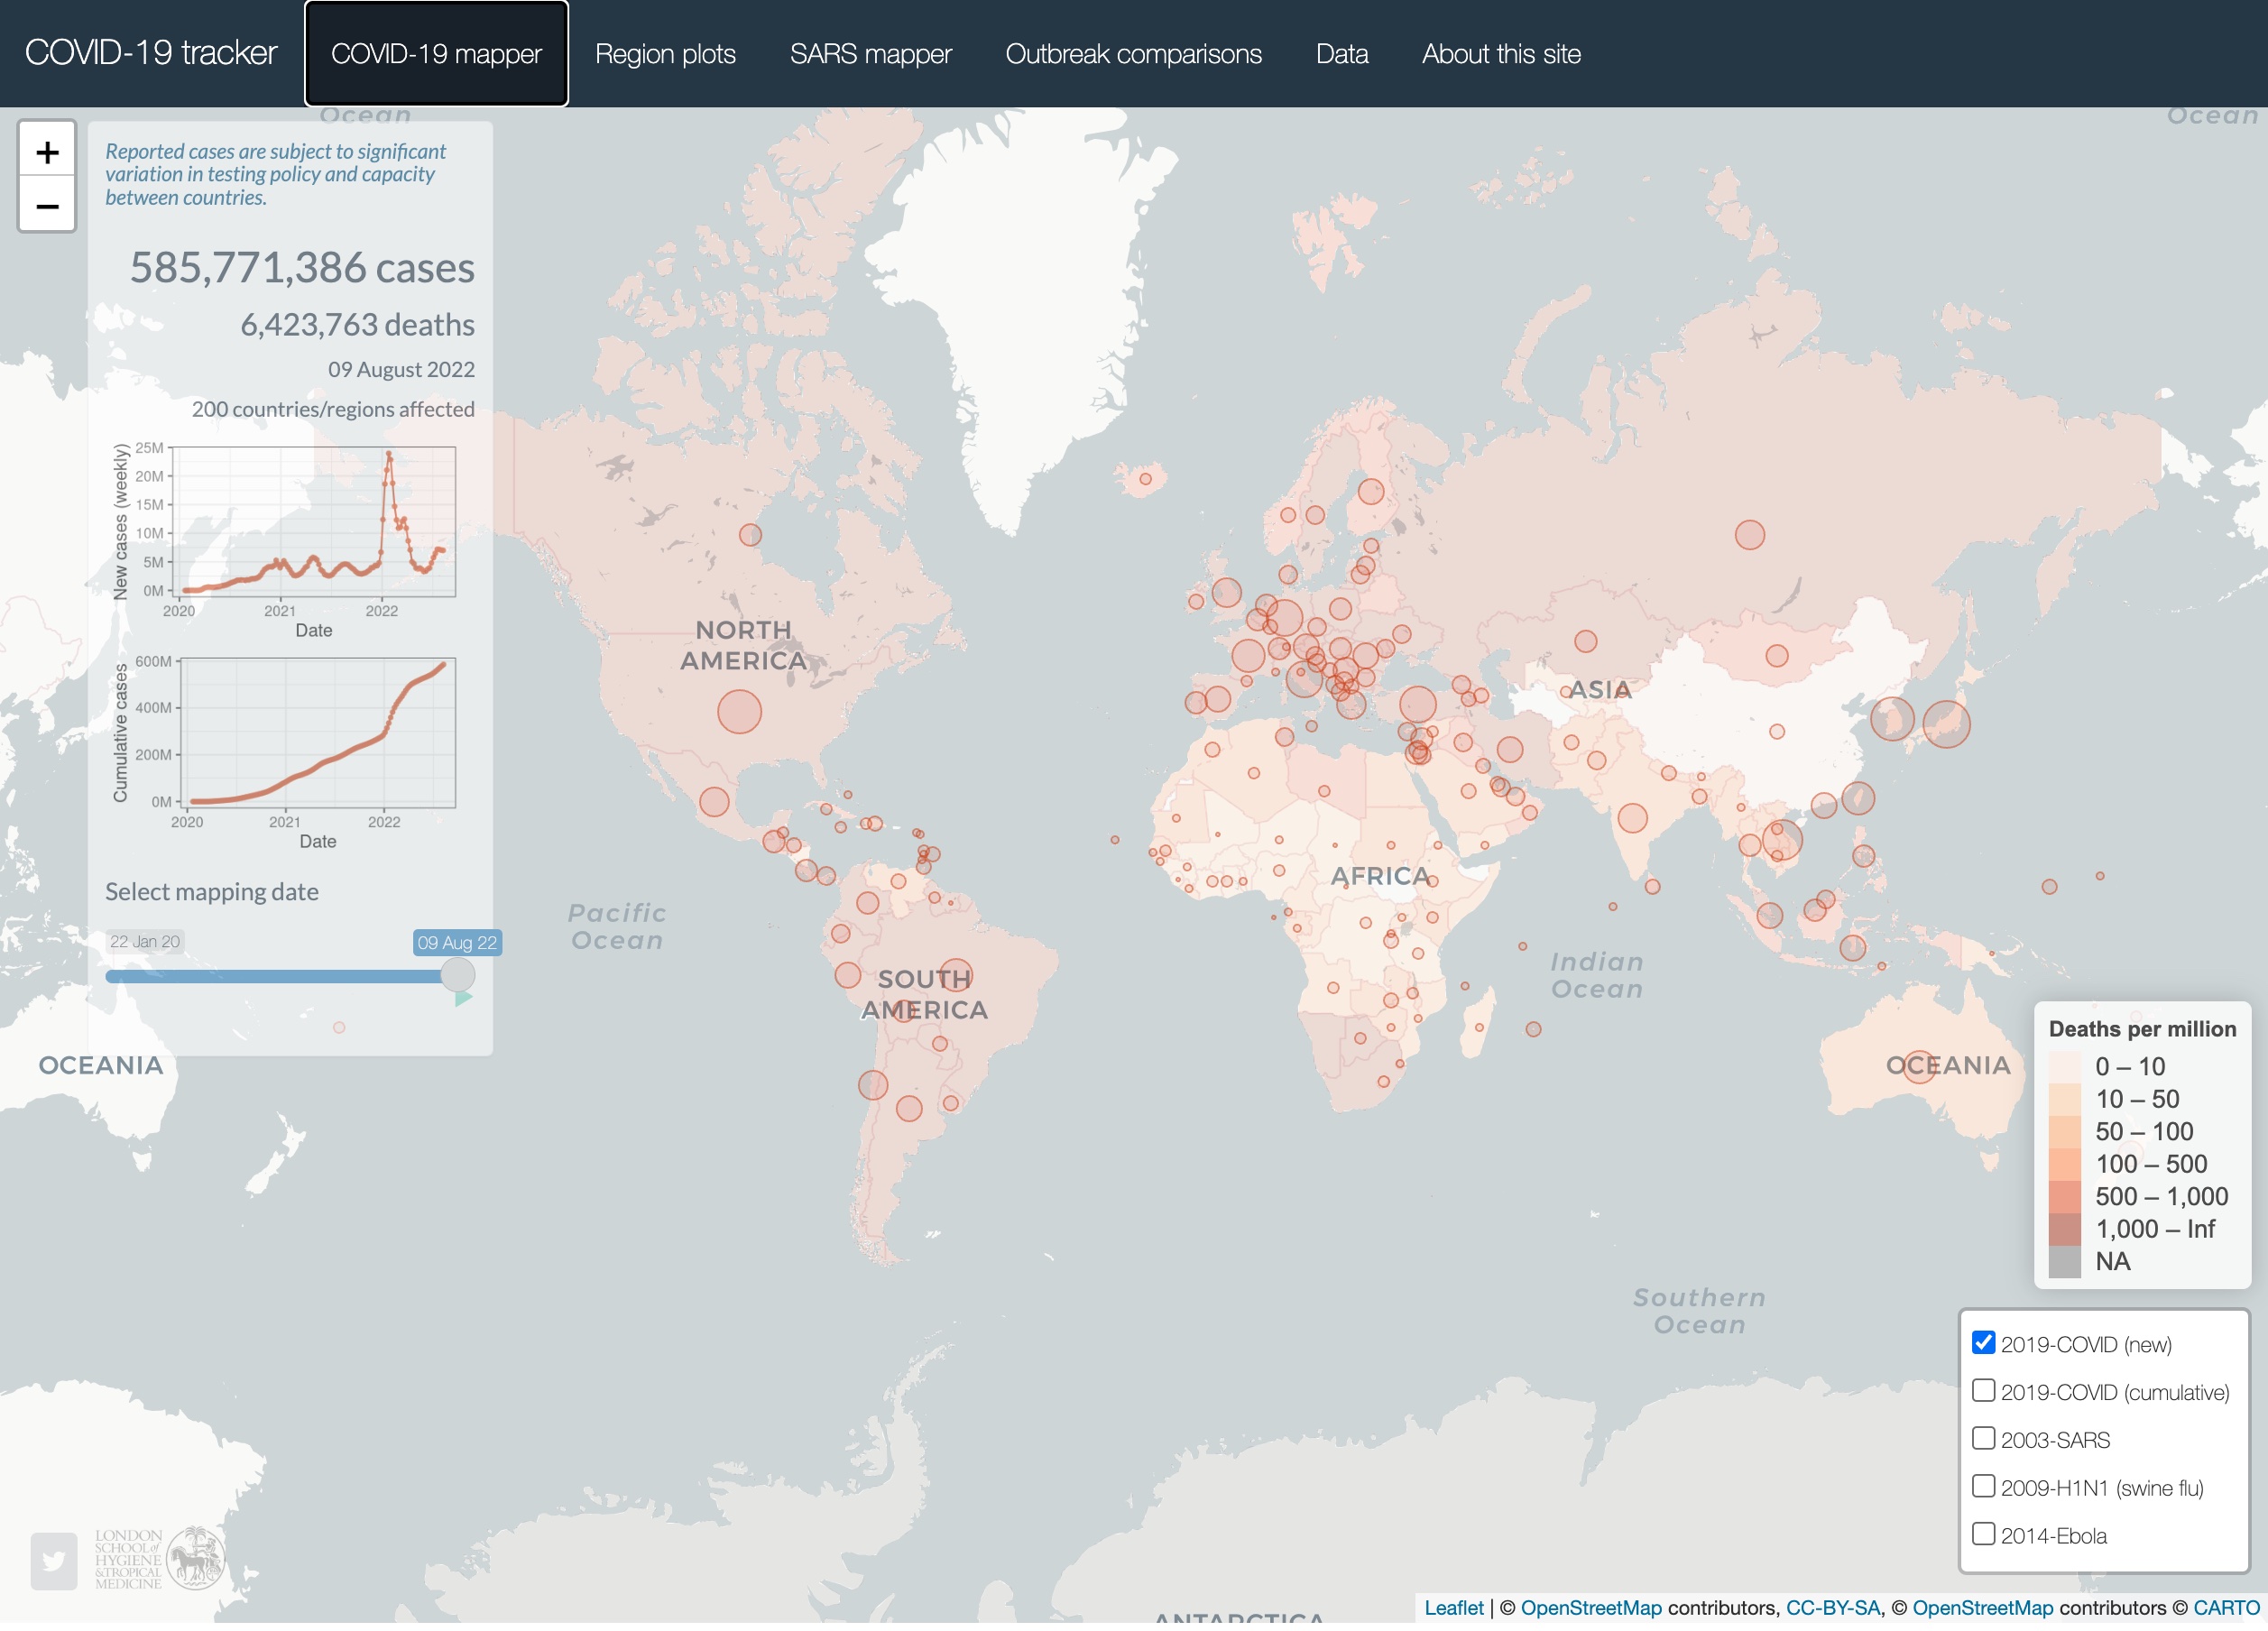 COVID-19 tracker
COVID-19 mapper
Region plots
SARS mapper
Outbreak comparisons
Data
About this site
Ocean
Ocean
+
−
Reported cases are subject to significant
variation in testing policy and capacity
between countries.
585,771,386 cases
6,423,763 deaths
09 August 2022
200 countries/regions affected
New cases (weekly)
25M
20M
15M
10M
5M
0M
2020
2021
2022
Date
Cumulative cases
600M
400M
200M
0M
2020
2021
2022
Date
Select mapping date
22 Jan 20
09 Aug 22
NORTH
AMERICA
ASIA
AFRICA
Pacific
Ocean
SOUTH
AMERICA
Indian
Ocean
OCEANIA
OCEANIA
Southern
Ocean
ANTARCTICA
Deaths per million
0 – 10
10 – 50
50 – 100
100 – 500
500 – 1,000
1,000 – Inf
NA
2019-COVID (new)
2019-COVID (cumulative)
2003-SARS
2009-H1N1 (swine flu)
2014-Ebola
LONDON
SCHOOL of
HYGIENE
&TROPICAL
MEDICINE
Leaflet | © OpenStreetMap contributors, CC-BY-SA, © OpenStreetMap contributors © CARTO